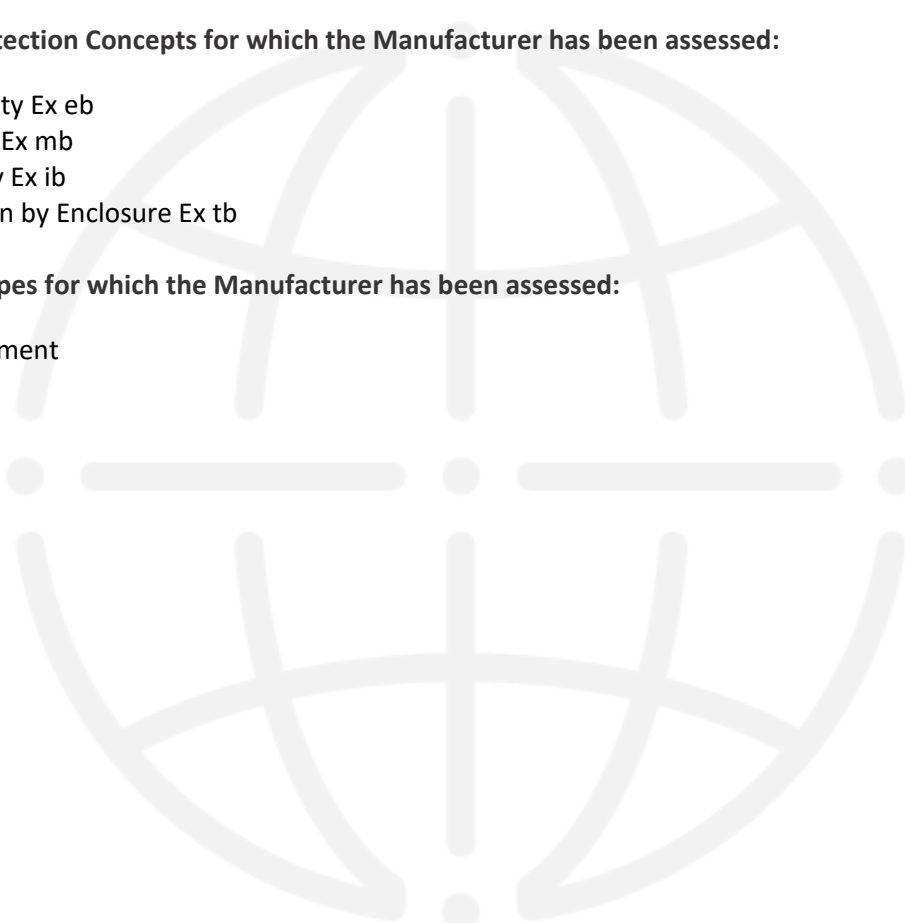 tection Concepts for which the Manufacturer has been assessed:
ty Ex eb
Ex mb
y Ex ib
n by Enclosure Ex tb
pes for which the Manufacturer has been assessed:
ment